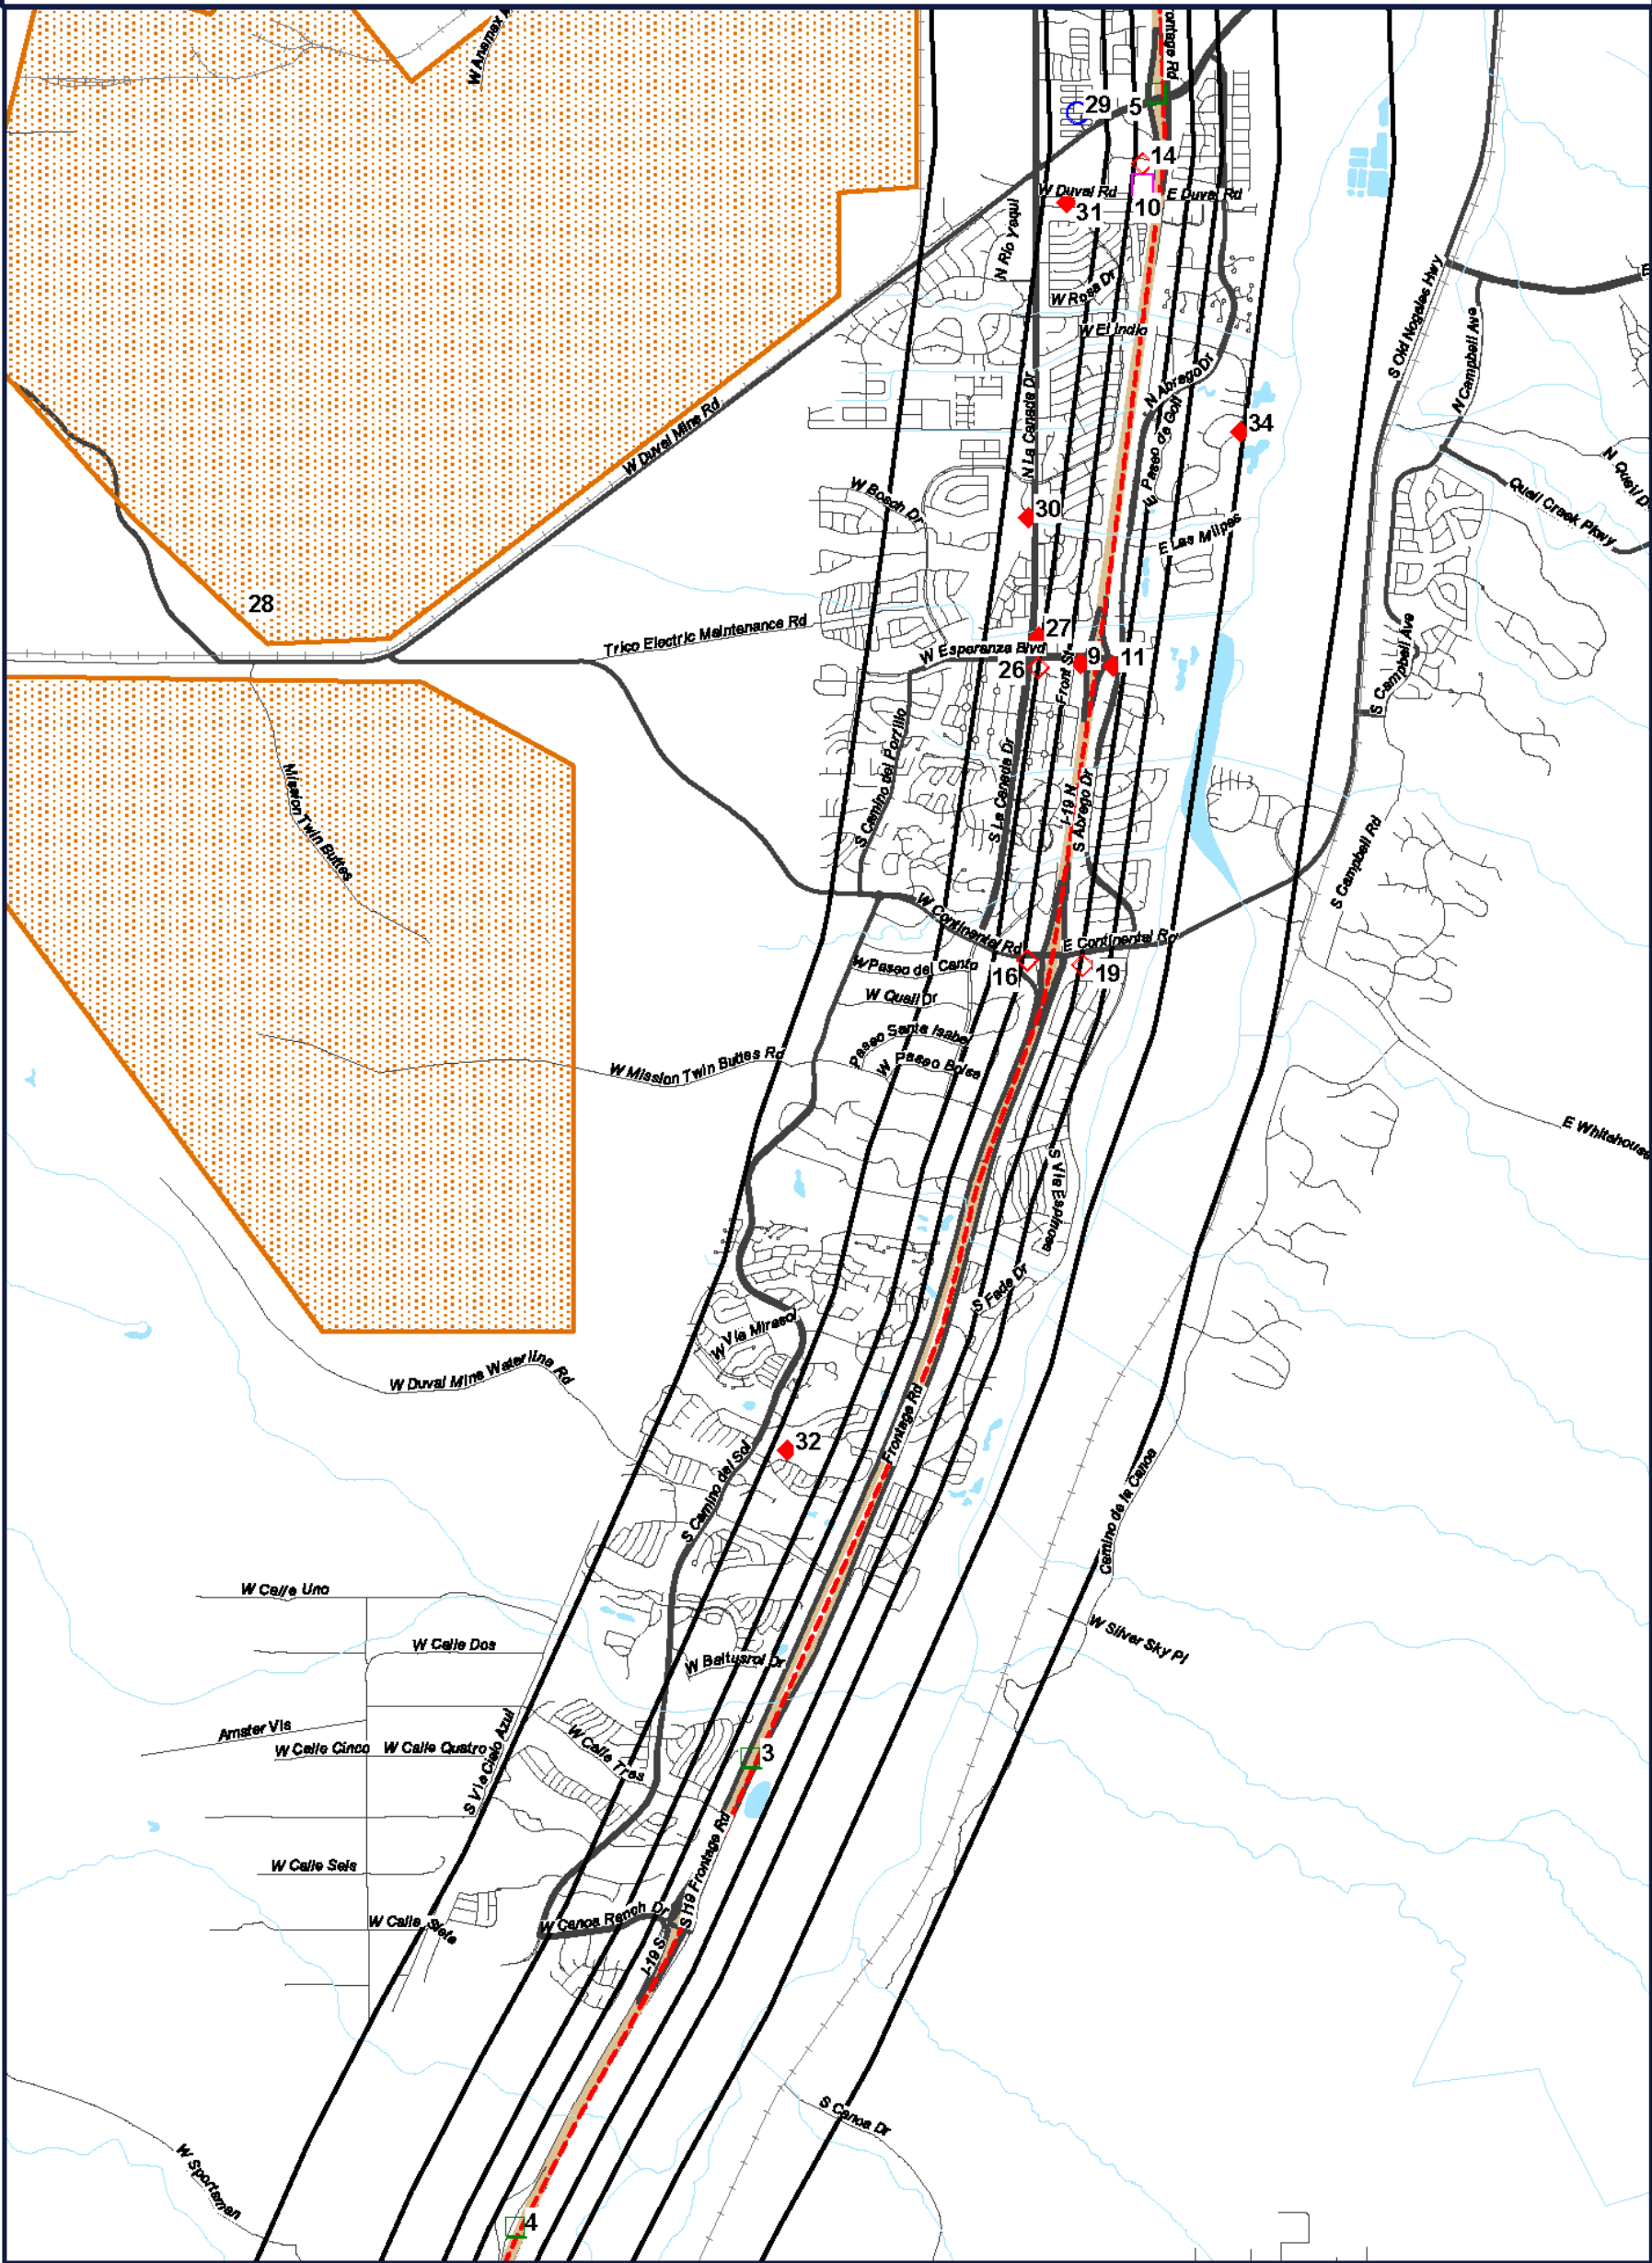 W Anamax
Frontage Rd
29
5
14
W Duval Rd
E Duval Rd
31
10
N Rio Yaqui
W Rosa Dr
W El Indio
S Old Nogales Hwy
N Campbell Ave
N La Canada Dr
N Abrego Dr
E Paseo de Golf
34
W Duval Mine Rd
W Bosch Dr
30
E Las Milpas
Quail Creek Pkwy
N Quail D
28
Trico Electric Maintenance Rd
27
W Esperanza Blvd
26
Front St
9
11
S Campbell Ave
S Camino del Portillo
S La Canada Dr
I-19 N
S Abrego Dr
Mission Twin Buttes
S Campbell Rd
W Continental Rd
E Continental Rd
W Paseo del Canto
16
19
W Quail Dr
Paseo Santa Isabel
W Paseo Bolsa
W Mission Twin Buttes Rd
E Whitehouse
S Via Espinosa
S Fade Dr
W Via Mirasol
W Duval Mine Waterline Rd
Frontage Rd
32
S Camino del Sol
Camino de la Canoa
W Calle Uno
W Calle Dos
W Silver Sky Pl
W Baltusrol Dr
Amster Vis
W Calle Cinco
W Calle Quatro
S Via Cielo Azul
W Calle Tres
3
S I-19 Frontage Rd
W Calle Seis
W Calle Siete
W Canoa Ranch Dr
I-19 S
S Canoa Dr
W Sportsman
4